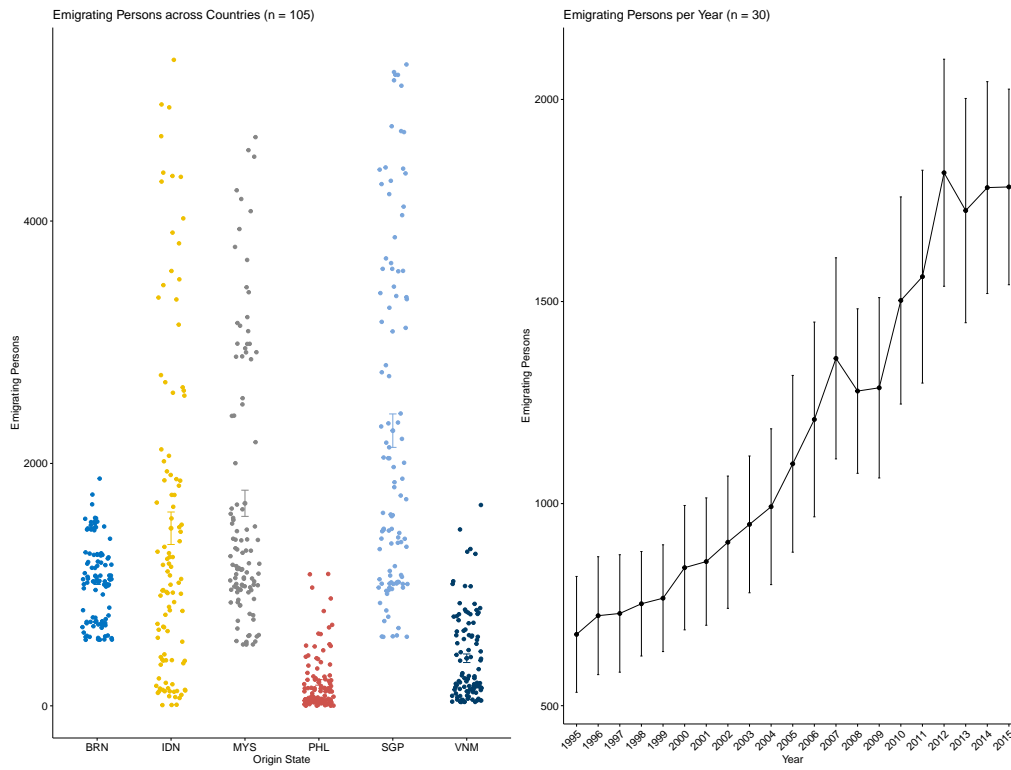 Emigrating Persons across Countries (n = 105)
Emigrating Persons
4000
2000
0
BRN IDN MYS PHL SGP VNM
Origin State
Emigrating Persons per Year (n = 30)
Emigrating Persons
2000
1500
1000
500
1995 1996 1997 1998 1999 2000 2001 2002 2003 2004 2005 2006 2007 2008 2009 2010 2011 2012 2013 2014 2015
Year